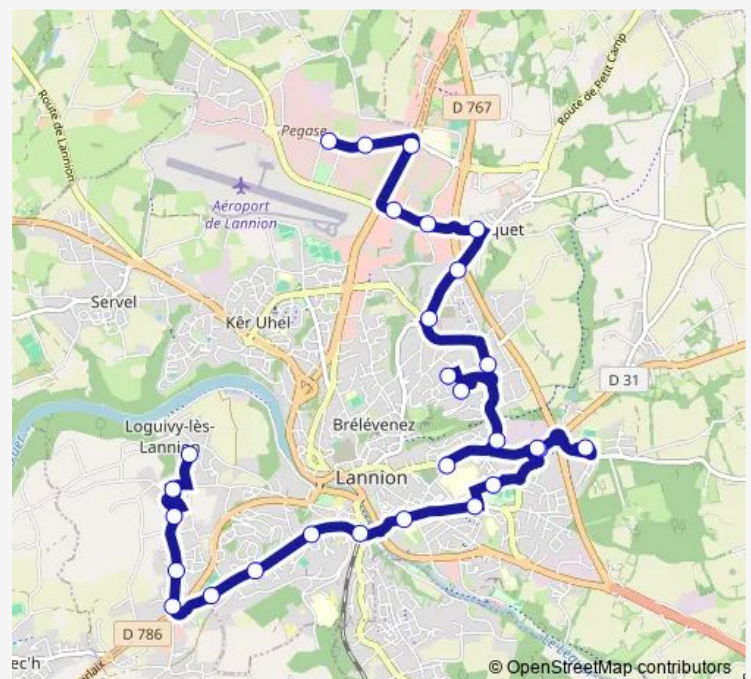 Route de Petit Camp
D 767
Route de Lannion
Pegase
Aéroport
de Lannion
quet
Servel
Kêr Uhel
D 31
Loguivy-lès-
Lannion
Brélévenez
Lannion
D 786
ec'h
© OpenStreetMap contributors